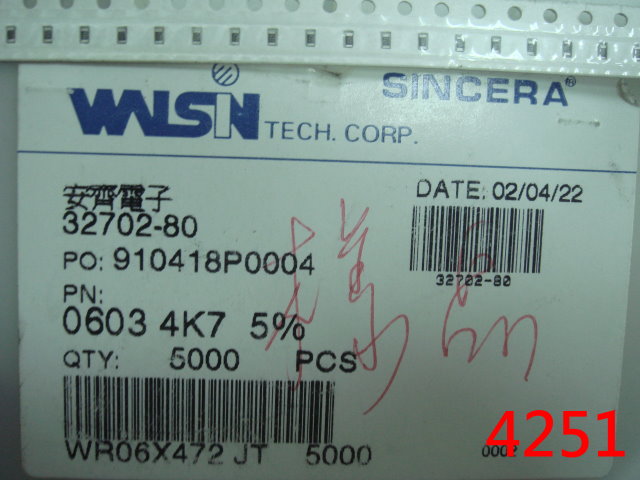 SINCERA®
WALSIN TECH. CORP.
安齊電子
DATE: 02/04/22
32702-80
32702-80
PO: 910418P0004
PN:
0603 4K7 5%
QTY: 5000 PCS
WR06X472 JT 5000
0002
4251